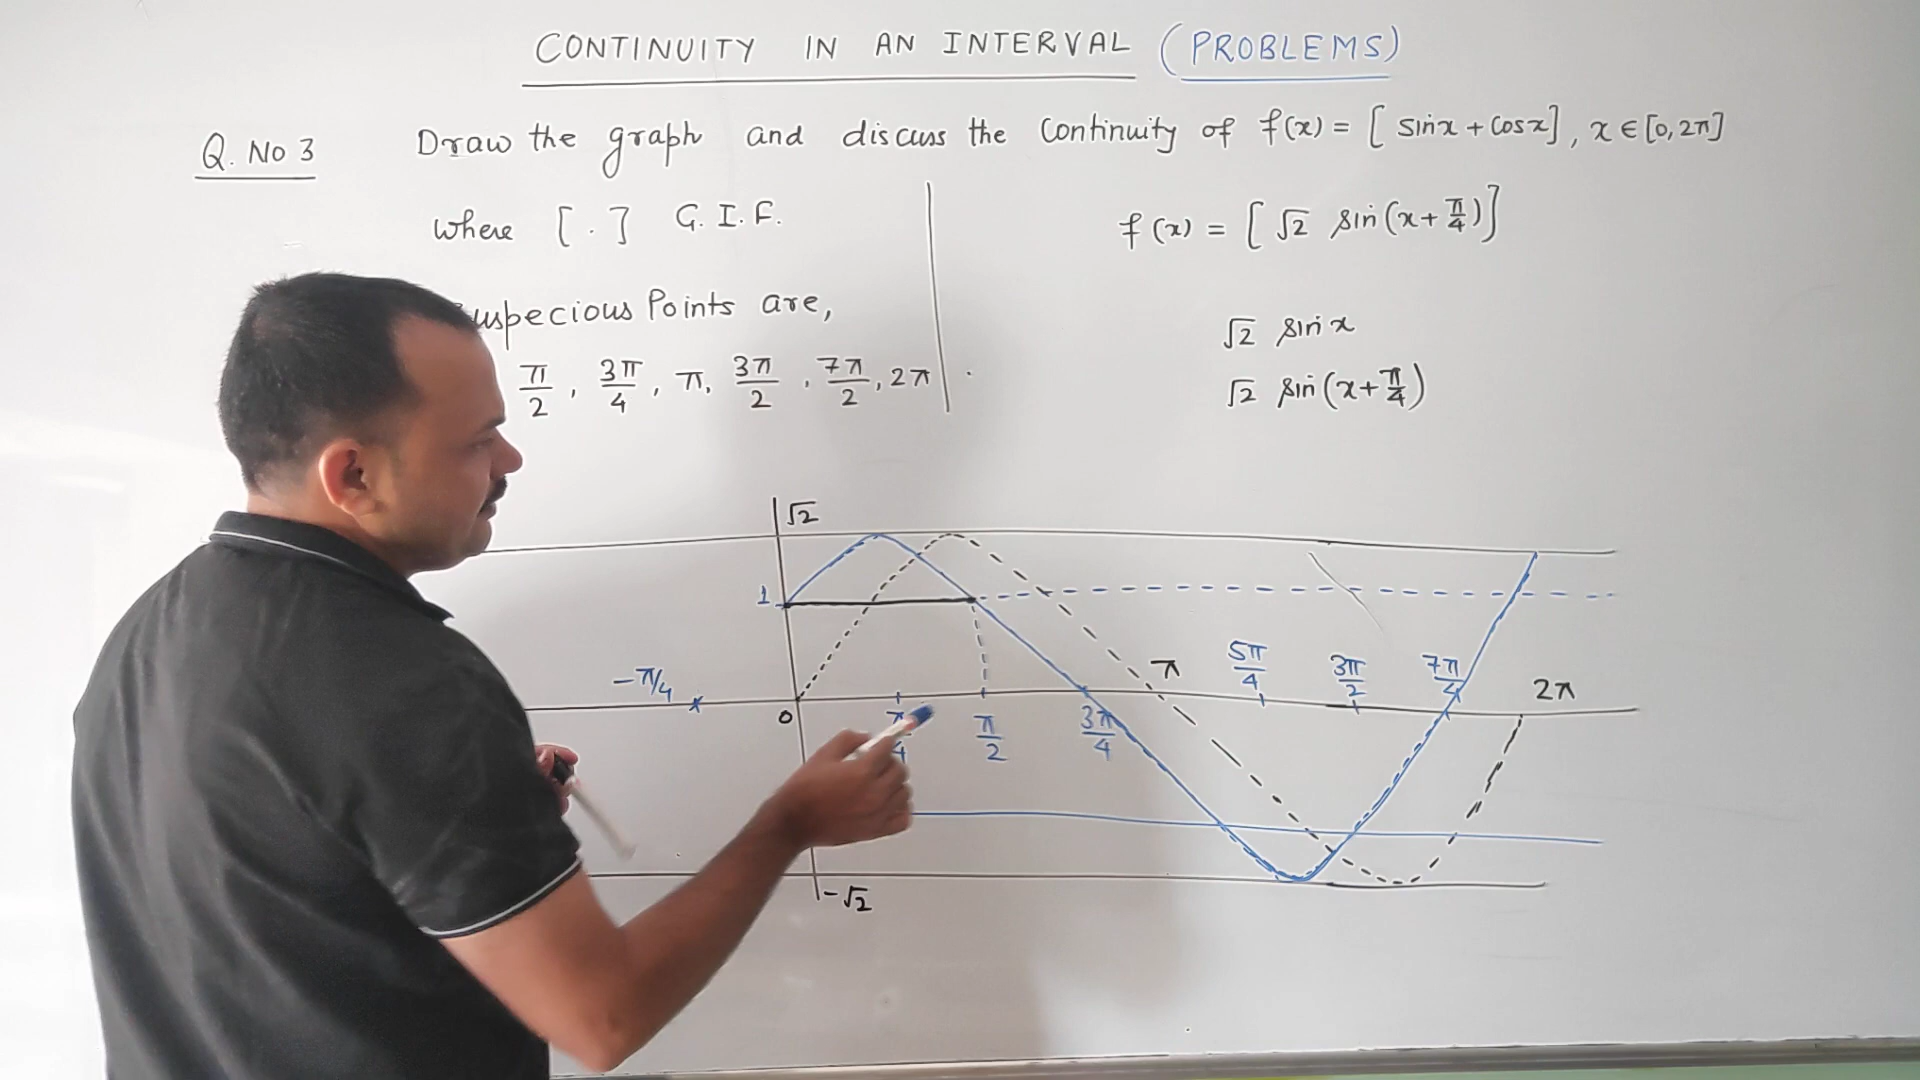 CONTINUITY IN AN INTERVAL (PROBLEMS)
Q. No 3 Draw the graph and discuss the Continuity of f(x) = [ sinx + Cosx], x ∈ [0, 2π]
where [ . ] G. I. F.
f(x) = [ √2 sin(x + π/4) ]
Points are,
π/2 , 3π/4 , π, 3π/2 , 7π/2 , 2π .
√2 sin x
√2 sin (x + π/4)
√2
1
-π/4
π
5π/4
3π/2
7π/4
2π
0
π/4
π/2
3π/4
-√2